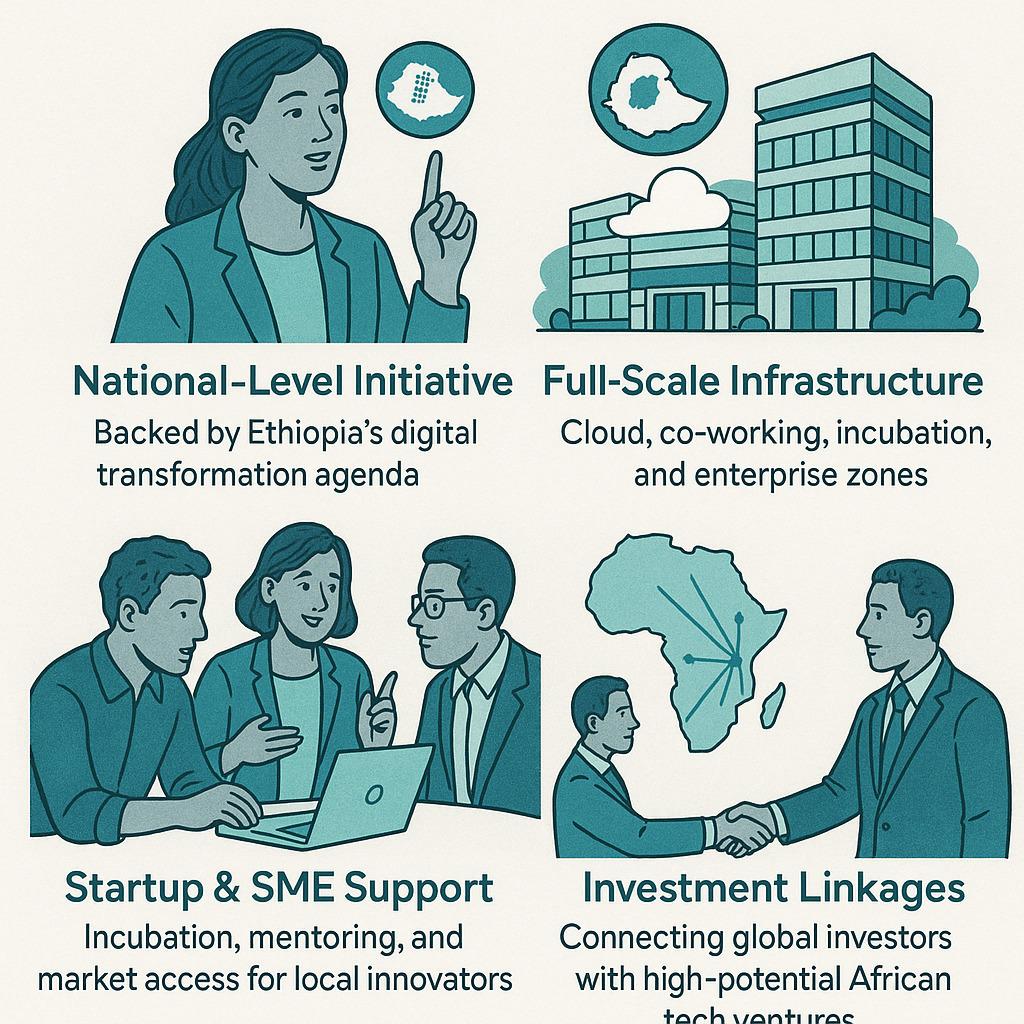 National-Level Initiative
Backed by Ethiopia's digital
transformation agenda
Full-Scale Infrastructure
Cloud, co-working, incubation,
and enterprise zones
Startup & SME Support
Incubation, mentoring, and
market access for local innovators
Investment Linkages
Connecting global investors
with high-potential African
tech ventures